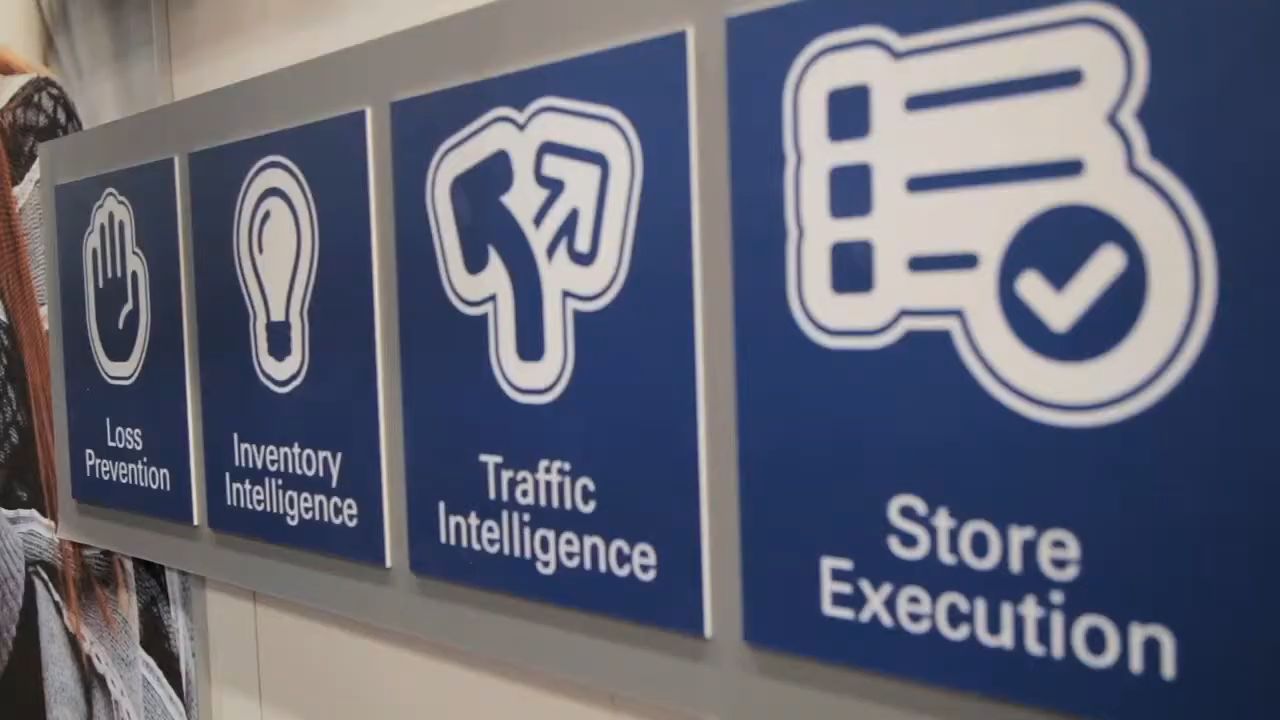 Loss
Prevention
Inventory
Intelligence
Traffic
Intelligence
Store
Execution